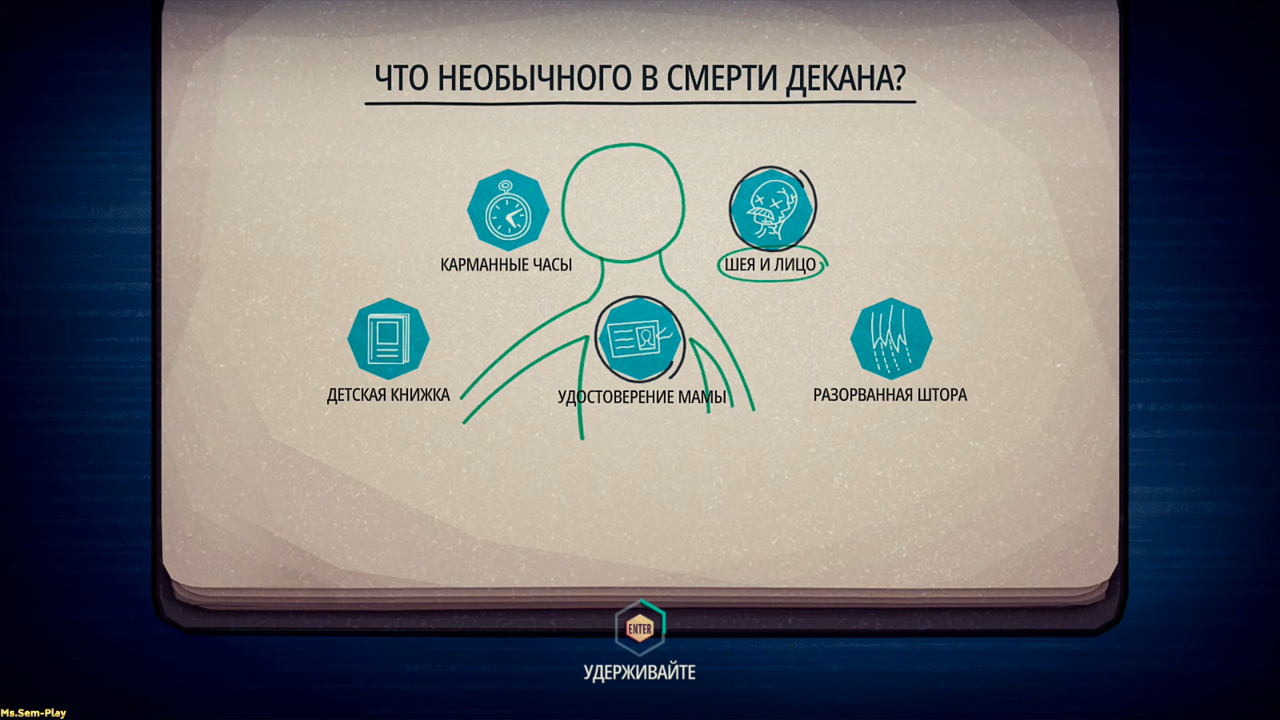 ЧТО НЕОБЫЧНОГО В СМЕРТИ ДЕКАНА?
КАРМАННЫЕ ЧАСЫ
ШЕЯ И ЛИЦО
ДЕТСКАЯ КНИЖКА
УДОСТОВЕРЕНИЕ МАМЫ
РАЗОРВАННАЯ ШТОРА
ENTER
УДЕРЖИВАЙТЕ
Ms.Sem-Play